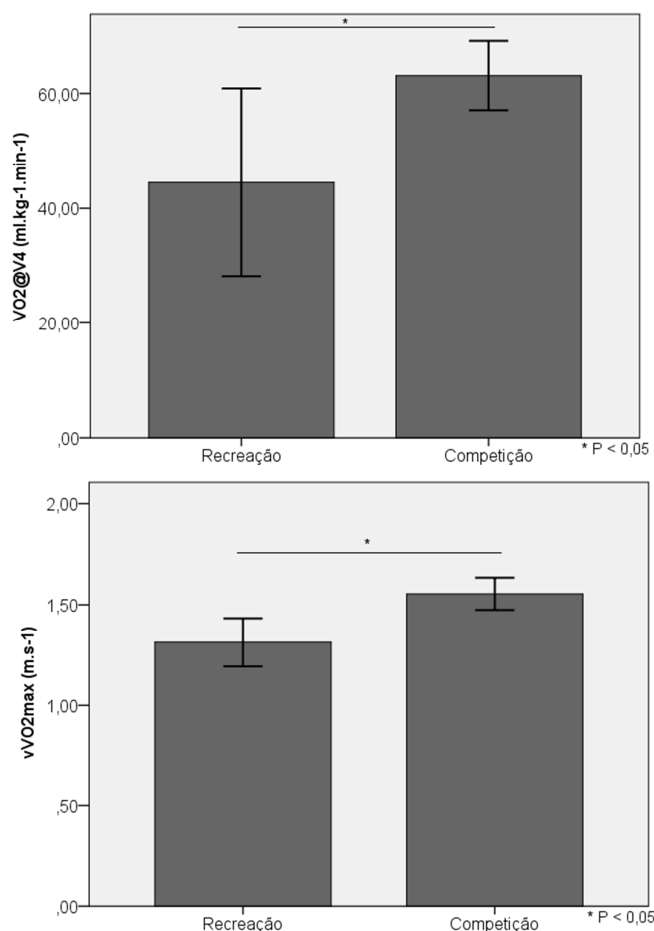 *
VO2@V4 (ml.kg-1.min-1)
60,00
40,00
20,00
,00
Recreação
Competição
* P < 0,05
*
vVO2max (m.s-1)
2,00
1,50
1,00
,50
,00
Recreação
Competição
* P < 0,05